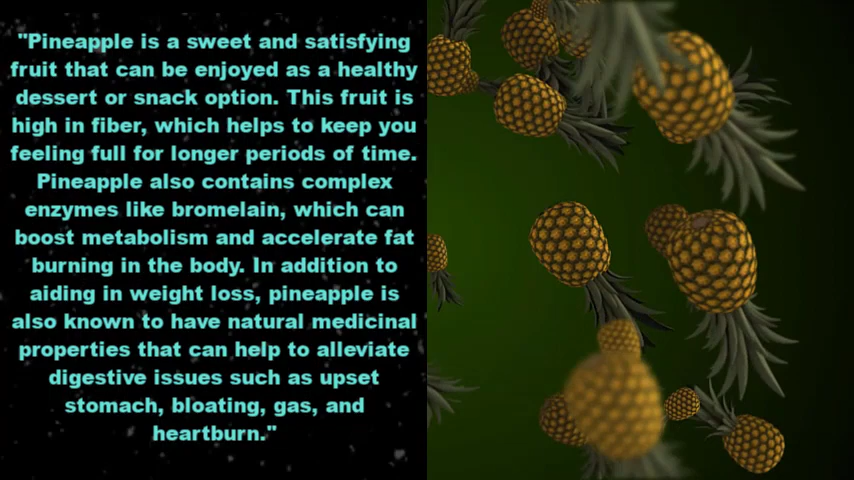 "Pineapple is a sweet and satisfying
fruit that can be enjoyed as a healthy
dessert or snack option. This fruit is
high in fiber, which helps to keep you
feeling full for longer periods of time.
Pineapple also contains complex
enzymes like bromelain, which can
boost metabolism and accelerate fat
burning in the body. In addition to
aiding in weight loss, pineapple is
also known to have natural medicinal
properties that can help to alleviate
digestive issues such as upset
stomach, bloating, gas, and
heartburn."